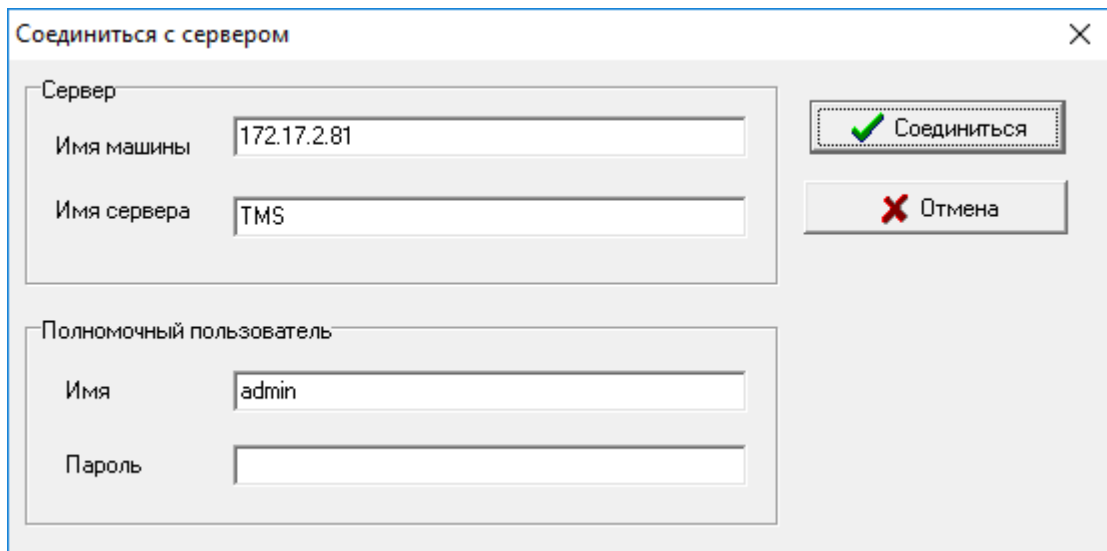 Соединиться с сервером
Сервер
Имя машины 172.17.2.81
Имя сервера TMS
Соединиться
Отмена
Полномочный пользователь
Имя admin
Пароль